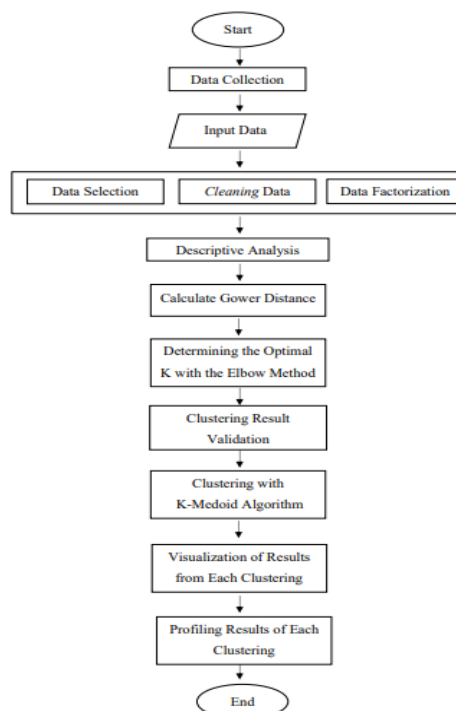 Start
Data Collection
Input Data
Data Selection
Cleaning Data
Data Factorization
Descriptive Analysis
Calculate Gower Distance
Determining the Optimal
K with the Elbow Method
Clustering Result
Validation
Clustering with
K-Medoid Algorithm
Visualization of Results
from Each Clustering
Profiling Results of Each
Clustering
End